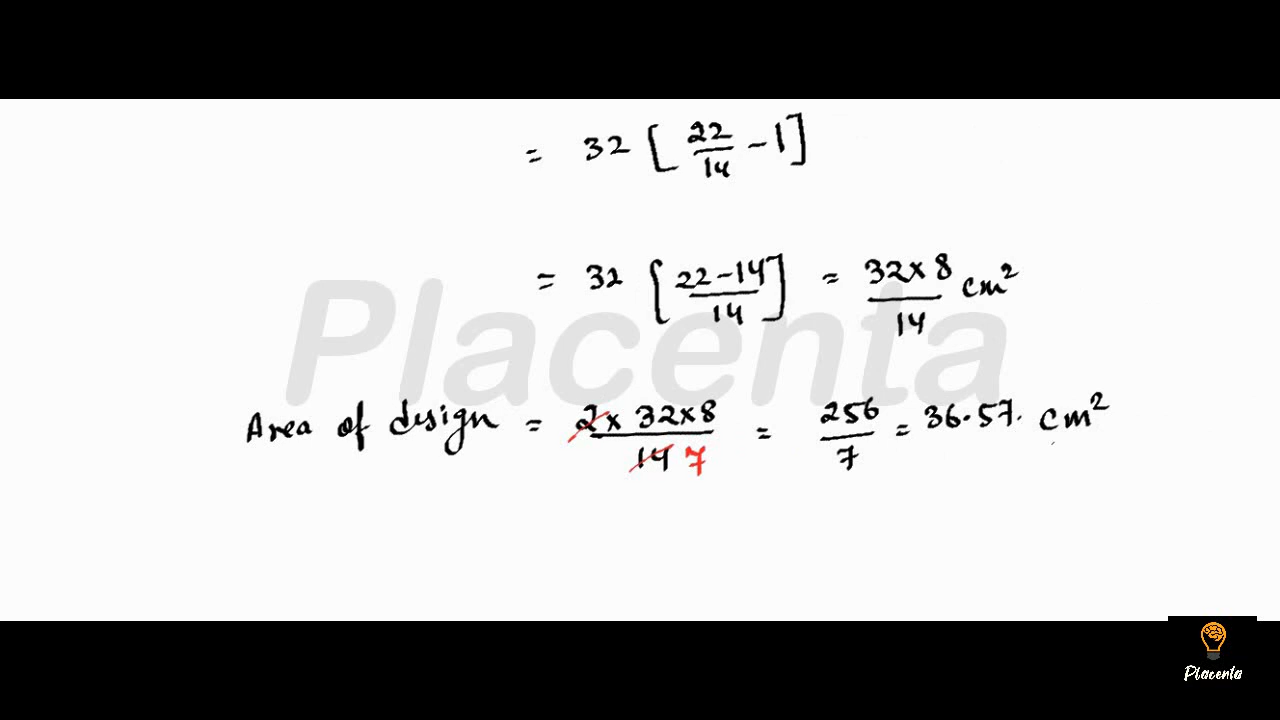 = 32 [22/14 - 1]
= 32 [(22 - 14)/14] = (32 × 8)/14 cm²
Placenta
Area of design = (2 × 32 × 8)/14 7 = 256/7 = 36.57. cm²
Placenta